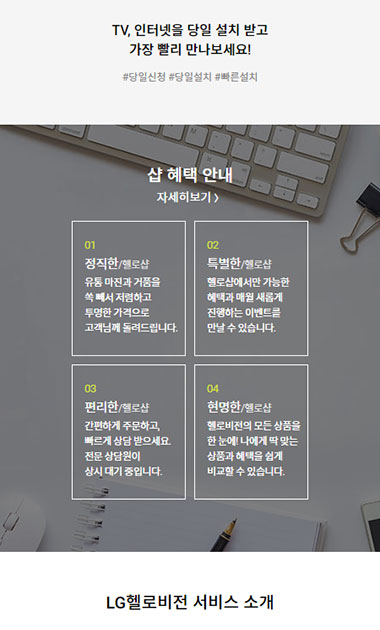 TV, 인터넷을 당일 설치 받고
가장 빨리 만나보세요!
#당일신청 #당일설치 #빠른설치
샵 혜택 안내
자세히보기 >
01
정직한/헬로샵
유통 마진과 거품을
쏙 빼서 저렴하고
투명한 가격으로
고객님께 돌려드립니다.
02
특별한/헬로샵
헬로샵에서만 가능한
혜택과 매월 새롭게
진행하는 이벤트를
만날 수 있습니다.
03
편리한/헬로샵
간편하게 주문하고,
빠르게 상담 받으세요.
전문 상담원이
상시 대기 중입니다.
04
현명한/헬로샵
헬로비전의 모든 상품을
한 눈에! 나에게 딱 맞는
상품과 혜택을 쉽게
비교할 수 있습니다.
LG헬로비전 서비스 소개